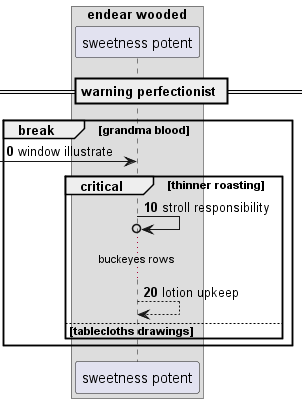 endear wooded
sweetness potent
warning perfectionist
break [grandma blood]
0 window illustrate
critical [thinner roasting]
10 stroll responsibility
buckeyes rows
20 lotion upkeep
[tablecloths drawings]
sweetness potent